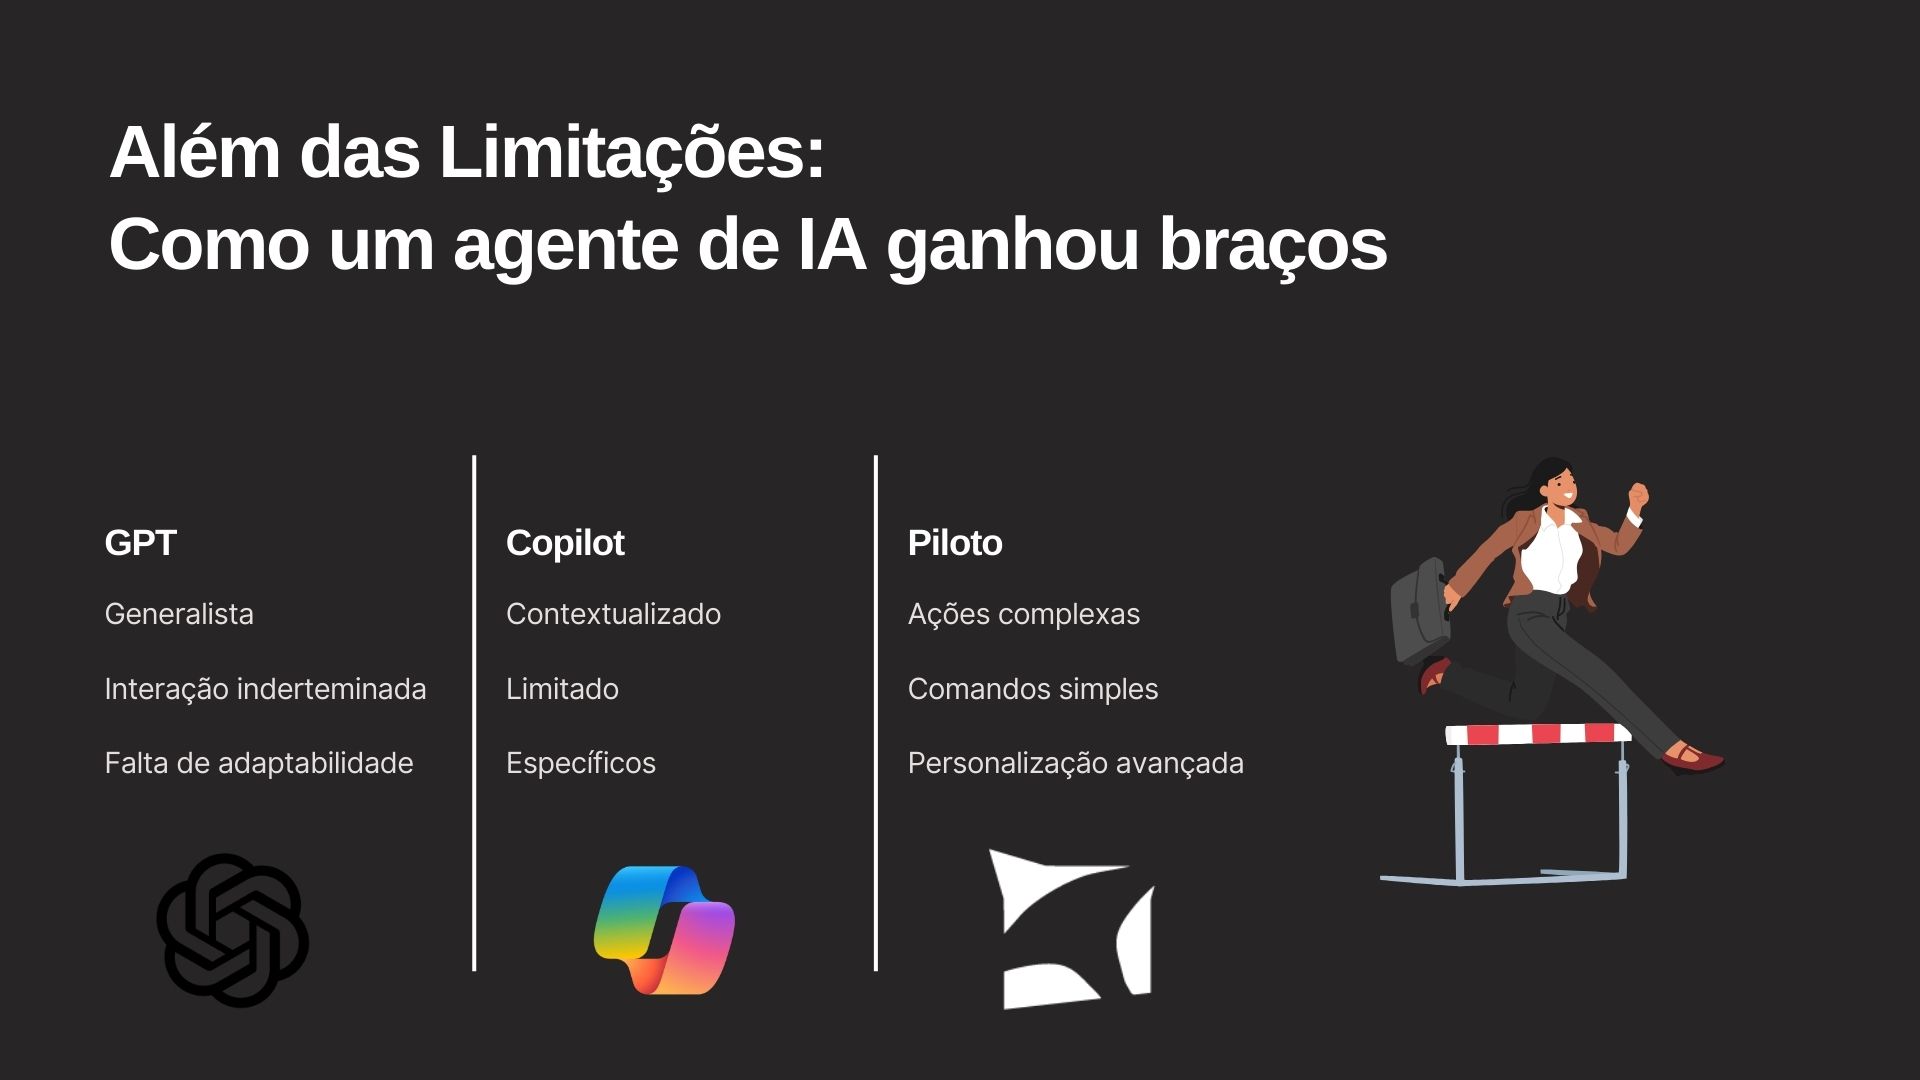 Além das Limitações:
Como um agente de IA ganhou braços
GPT
Generalista
Interação inderteminada
Falta de adaptabilidade
Copilot
Contextualizado
Limitado
Específicos
Piloto
Ações complexas
Comandos simples
Personalização avançada